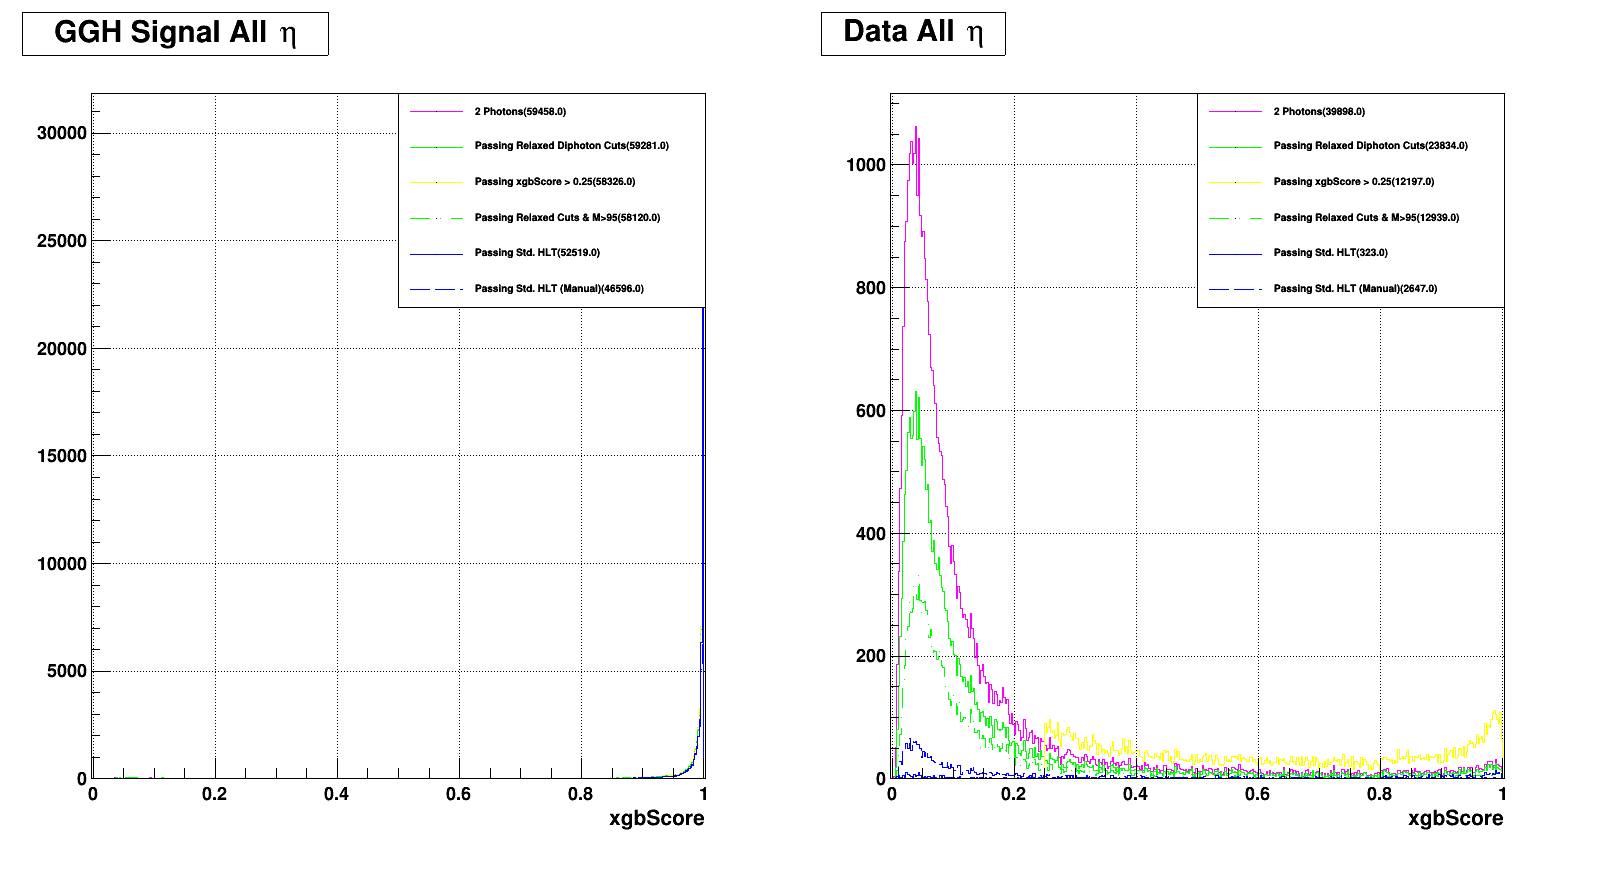 GGH Signal All η
2 Photons(59458.0)
Passing Relaxed Diphoton Cuts(59281.0)
Passing xgbScore > 0.25(58326.0)
Passing Relaxed Cuts & M>95(58120.0)
Passing Std. HLT(52519.0)
Passing Std. HLT (Manual)(46596.0)
30000
25000
20000
15000
10000
5000
0
0 0.2 0.4 0.6 0.8 1
xgbScore
Data All η
2 Photons(39898.0)
Passing Relaxed Diphoton Cuts(23834.0)
Passing xgbScore > 0.25(12197.0)
Passing Relaxed Cuts & M>95(12939.0)
Passing Std. HLT(323.0)
Passing Std. HLT (Manual)(2647.0)
1000
800
600
400
200
0
0 0.2 0.4 0.6 0.8 1
xgbScore